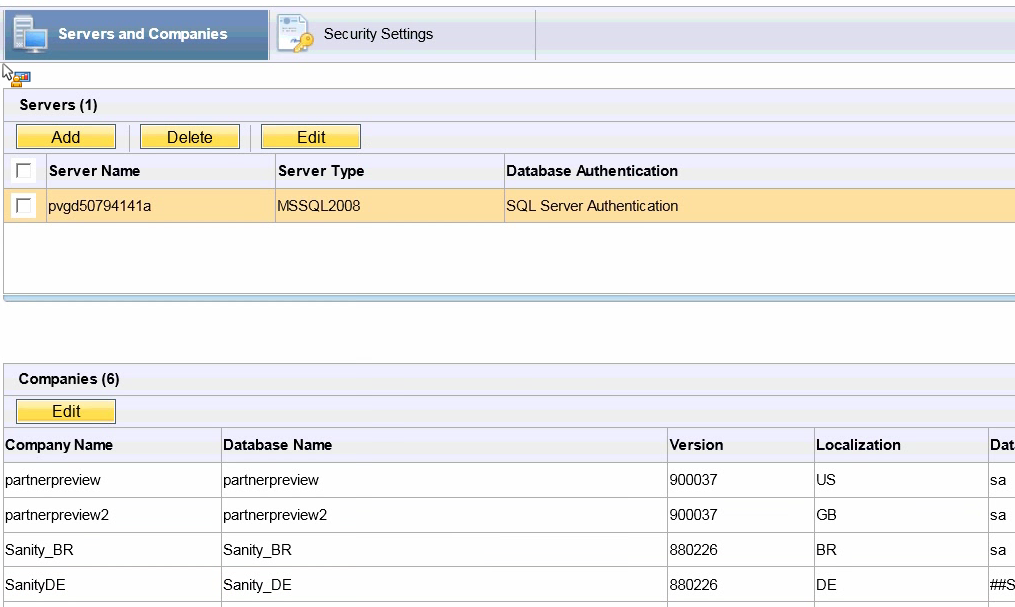 Servers and Companies Security Settings
Servers (1)
Add Delete Edit
Server Name Server Type Database Authentication
pvgd50794141a MSSQL2008 SQL Server Authentication
Companies (6)
Edit
Company Name Database Name Version Localization Dat
partnerpreview partnerpreview 900037 US sa
partnerpreview2 partnerpreview2 900037 GB sa
Sanity_BR Sanity_BR 880226 BR sa
SanityDE Sanity_DE 880226 DE ##S